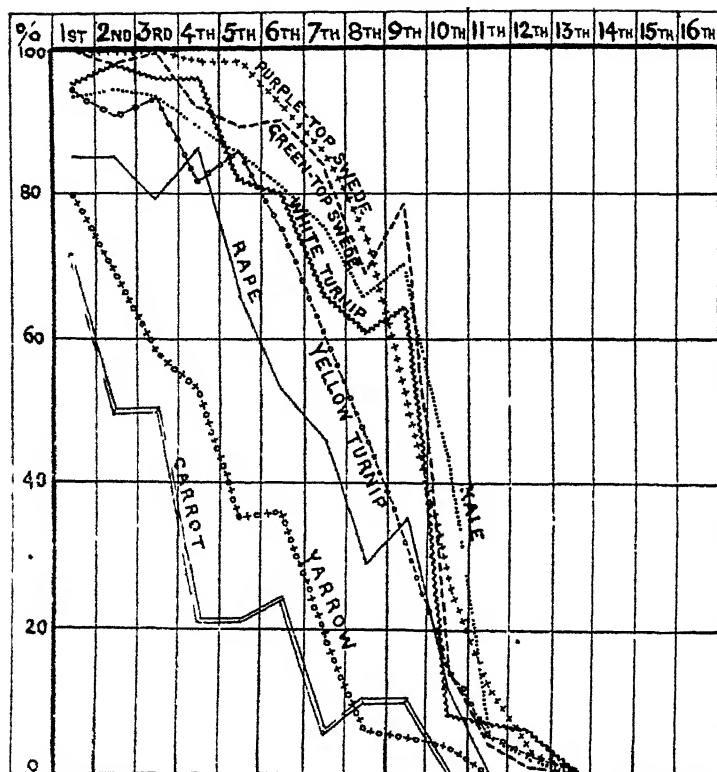 % 1ST 2ND 3RD 4TH 5TH 6TH 7TH 8TH 9TH 10TH 11TH 12TH 13TH 14TH 15TH 16TH
100
PURPLE-TOP SWEDE
GREEN-TOP SWEDE
WHITE TURNIP
80
RAPE
60
YELLOW TURNIP
40
KALE
CARROT
YARROW
20
0